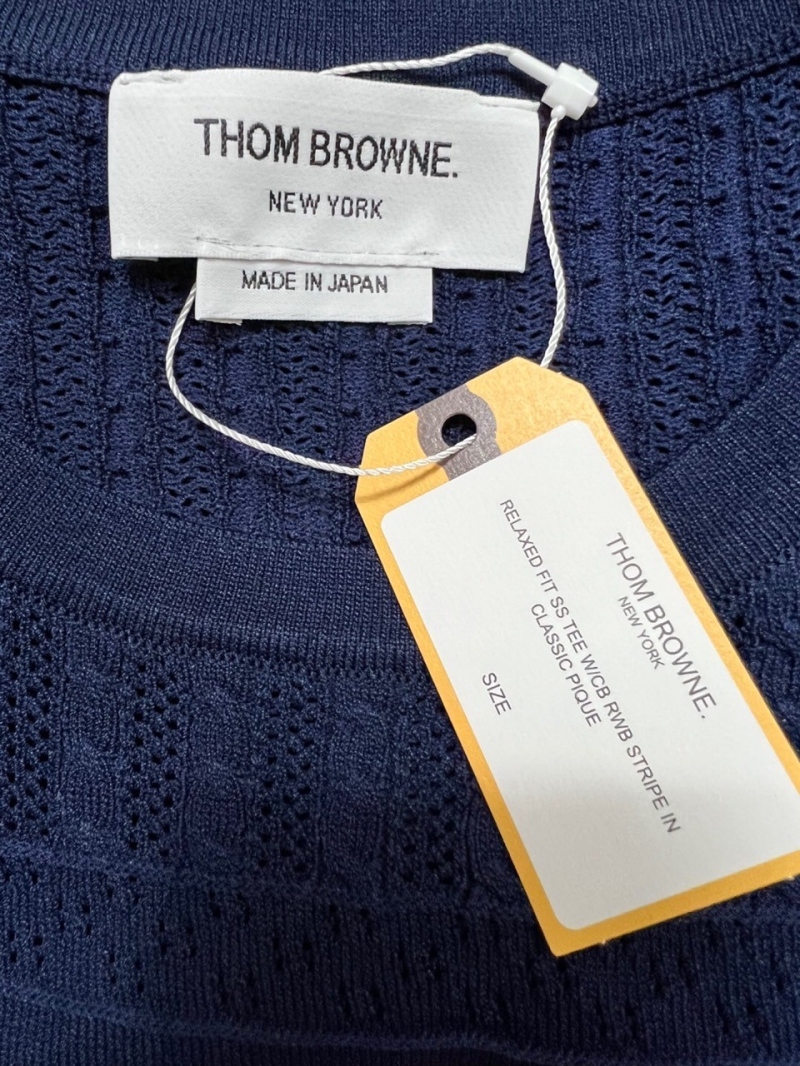 THOM BROWNE.
NEW YORK
MADE IN JAPAN
THOM BROWNE.
NEW YORK
RELAXED FIT SS TEE W/CB RWB STRIPE IN
CLASSIC PIQUE
SIZE